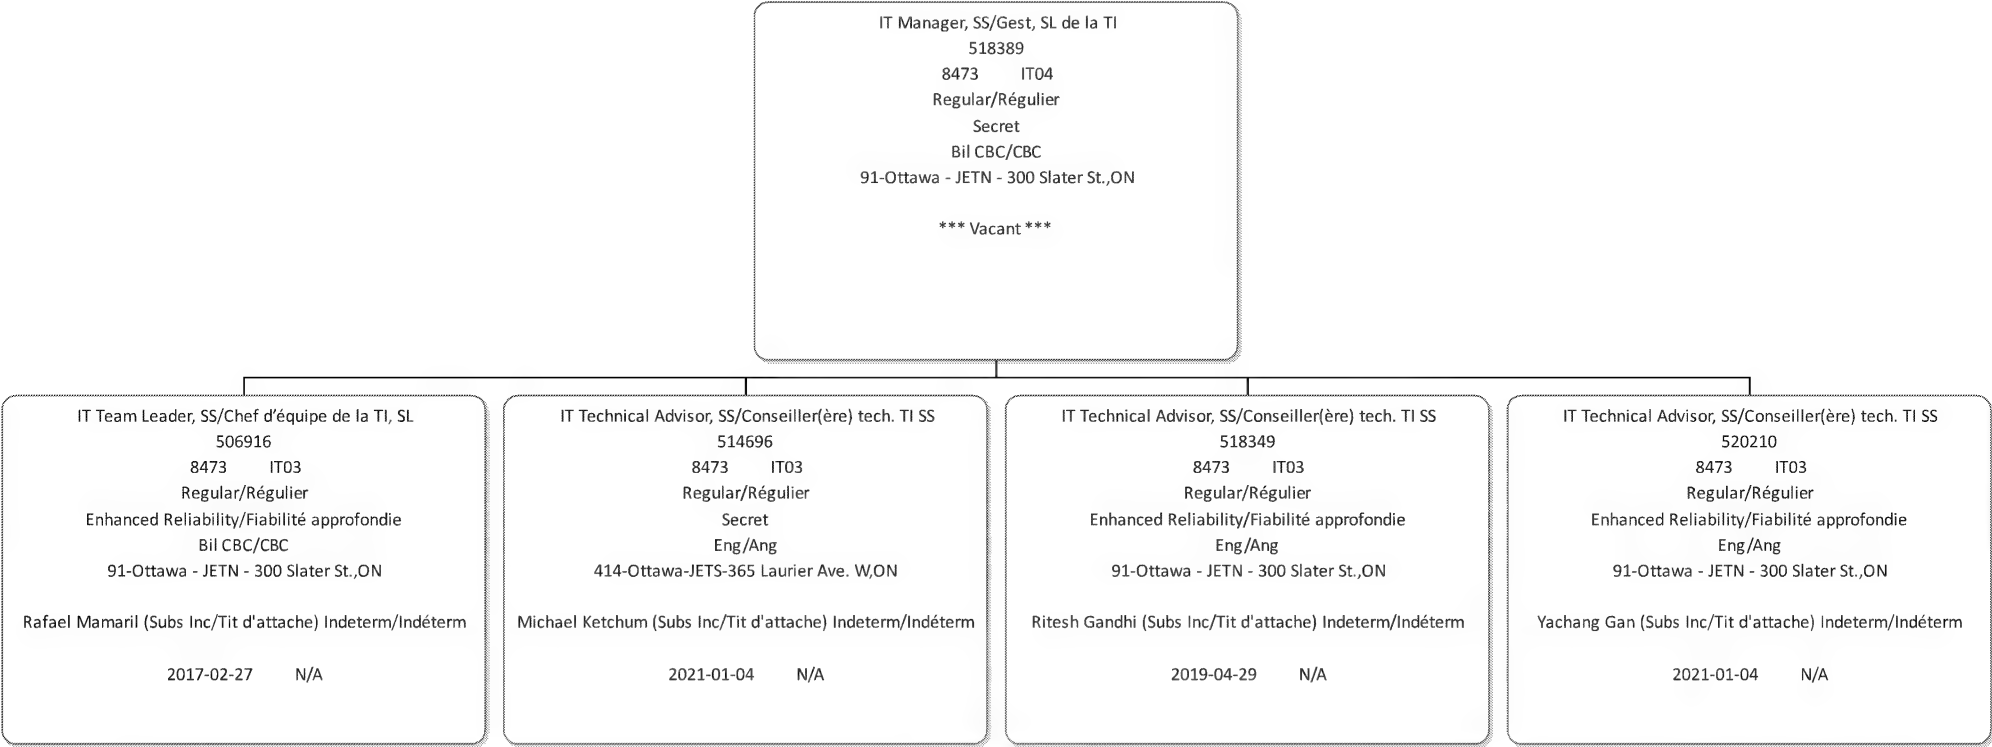 IT Manager, SS/Gest, SL de la TI
518389
8473 IT04
Regular/Régulier
Secret
Bil CBC/CBC
91-Ottawa - JETN - 300 Slater St.,ON
*** Vacant ***
IT Team Leader, SS/Chef d’équipe de la TI, SL
506916
8473 IT03
Regular/Régulier
Enhanced Reliability/Fiabilité approfondie
Bil CBC/CBC
91-Ottawa - JETN - 300 Slater St.,ON
Rafael Mamaril (Subs Inc/Tit d'attache) Indeterm/Indéterm
2017-02-27 N/A
IT Technical Advisor, SS/Conseiller(ère) tech. TI SS
514696
8473 IT03
Regular/Régulier
Secret
Eng/Ang
414-Ottawa-JETS-365 Laurier Ave. W,ON
Michael Ketchum (Subs Inc/Tit d'attache) Indeterm/Indéterm
2021-01-04 N/A
IT Technical Advisor, SS/Conseiller(ère) tech. TI SS
518349
8473 IT03
Regular/Régulier
Enhanced Reliability/Fiabilité approfondie
Eng/Ang
91-Ottawa - JETN - 300 Slater St.,ON
Ritesh Gandhi (Subs Inc/Tit d'attache) Indeterm/Indéterm
2019-04-29 N/A
IT Technical Advisor, SS/Conseiller(ère) tech. TI SS
520210
8473 IT03
Regular/Régulier
Enhanced Reliability/Fiabilité approfondie
Eng/Ang
91-Ottawa - JETN - 300 Slater St.,ON
Yachang Gan (Subs Inc/Tit d'attache) Indeterm/Indéterm
2021-01-04 N/A